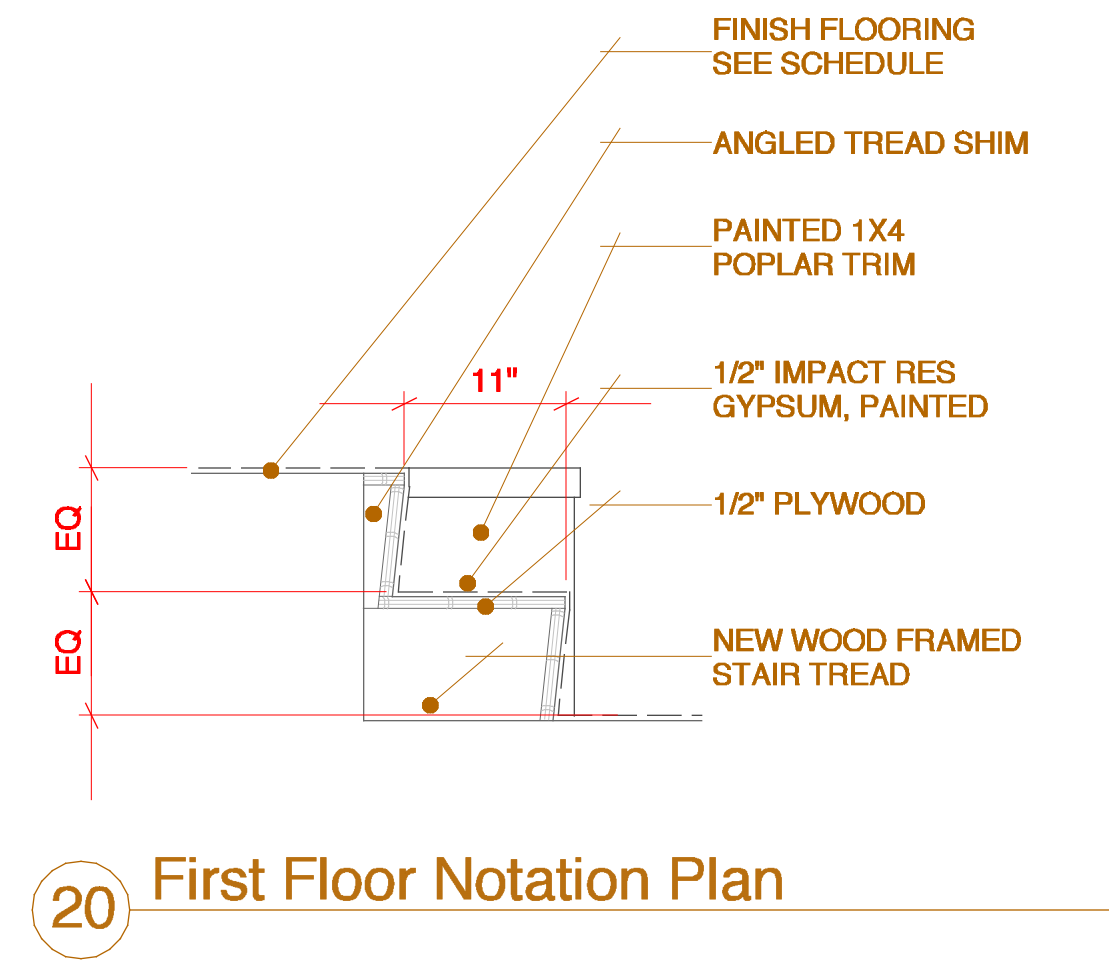 FINISH FLOORING
SEE SCHEDULE
ANGLED TREAD SHIM
PAINTED 1X4
POPLAR TRIM
11"
1/2" IMPACT RES
GYPSUM, PAINTED
1/2" PLYWOOD
EQ
EQ
NEW WOOD FRAMED
STAIR TREAD
20
First Floor Notation Plan